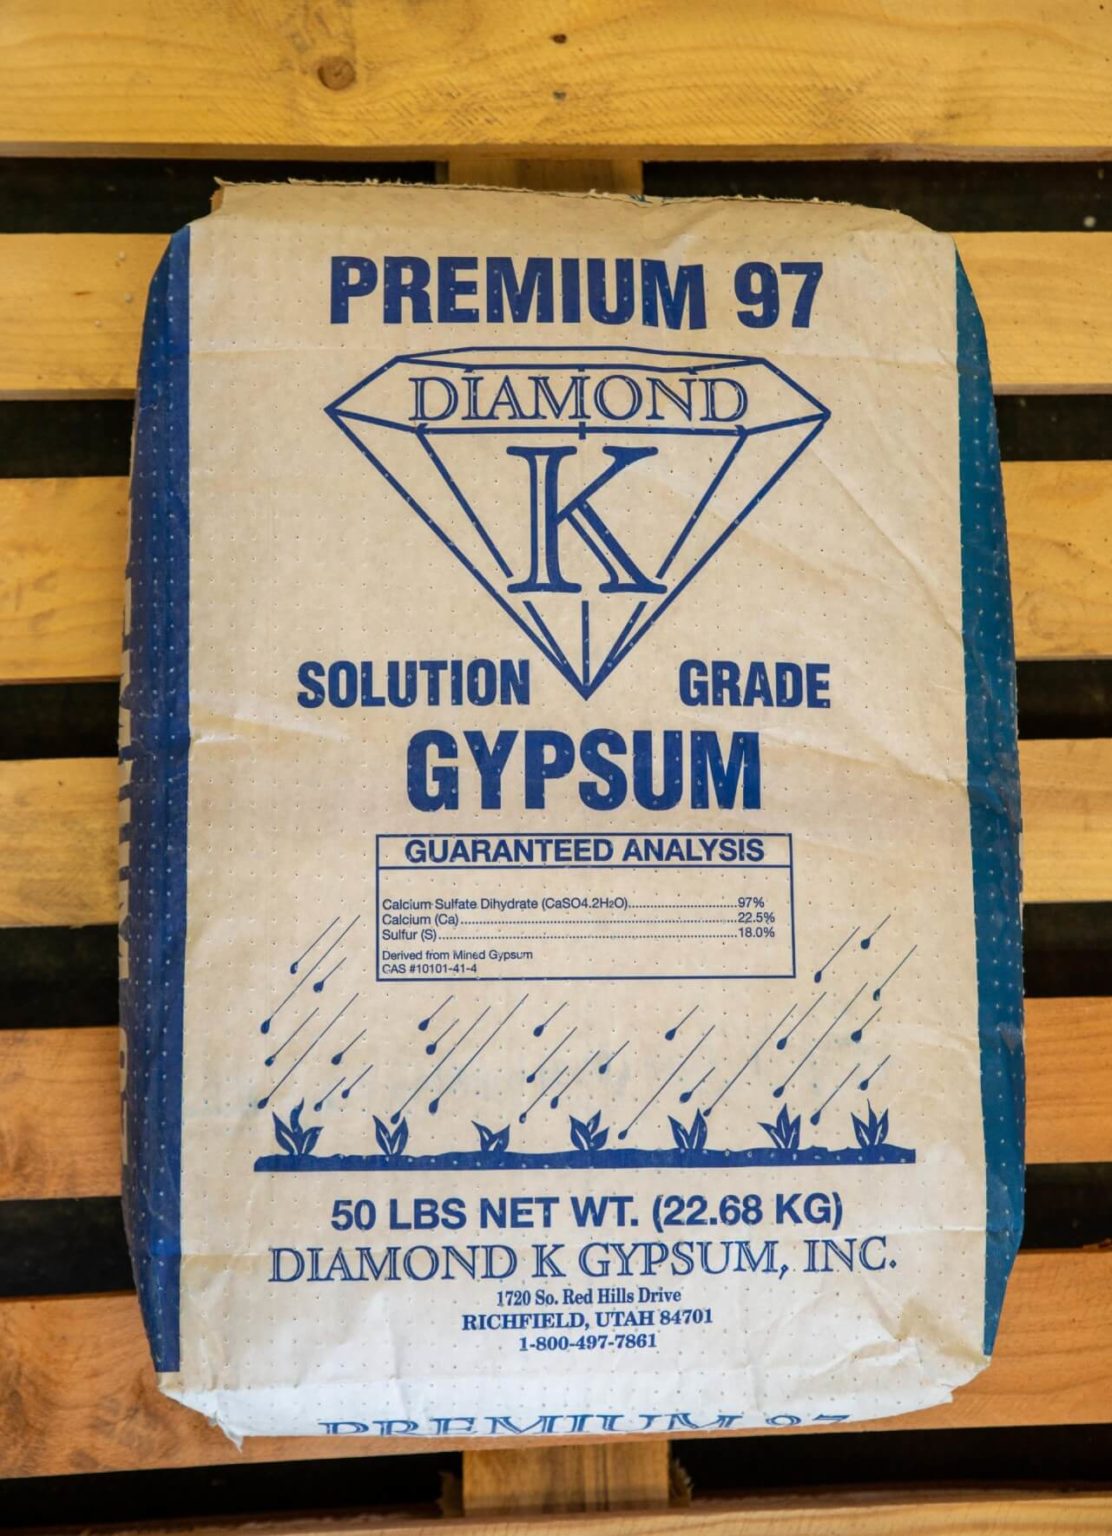 PREMIUM 97
DIAMOND
K
SOLUTION GRADE
GYPSUM
GUARANTEED ANALYSIS
Calcium Sulfate Dihydrate (CaSO4.2H2O)..........................97%
Calcium (Ca)..........................22.5%
Sulfur (S)..........................18.0%
Derived from Mined Gypsum
CAS #10101-41-4
50 LBS NET WT. (22.68 KG)
DIAMOND K GYPSUM, INC.
1720 So. Red Hills Drive
RICHFIELD, UTAH 84701
1-800-497-7861
PREMIUM 97